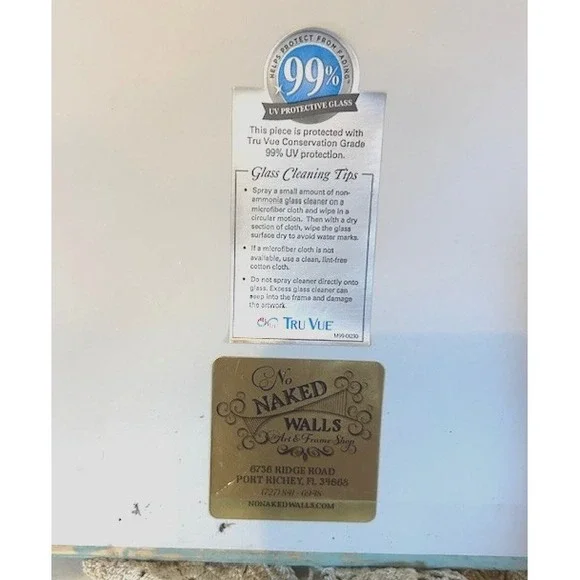 HELPS PROTECT FROM FADING™
99%
UV PROTECTIVE GLASS
This piece is protected with
Tru Vue Conservation Grade
99% UV protection.
Glass Cleaning Tips
• Spray a small amount of non-
ammonia glass cleaner on a
microfiber cloth and wipe in a
circular motion. Then with a dry
section of cloth, wipe the glass
surface dry to avoid water marks.
• If a microfiber cloth is not
available, use a clean, lint-free
cotton cloth.
• Do not spray cleaner directly onto
glass. Excess glass cleaner can
seep into the frame and damage
the artwork.
TRU VUE®
No
NAKED
WALLS
Art & Frame Shop
6736 RIDGE ROAD
PORT RICHEY, FL 34668
(727) 841-
NONAKEDWALLS.COM